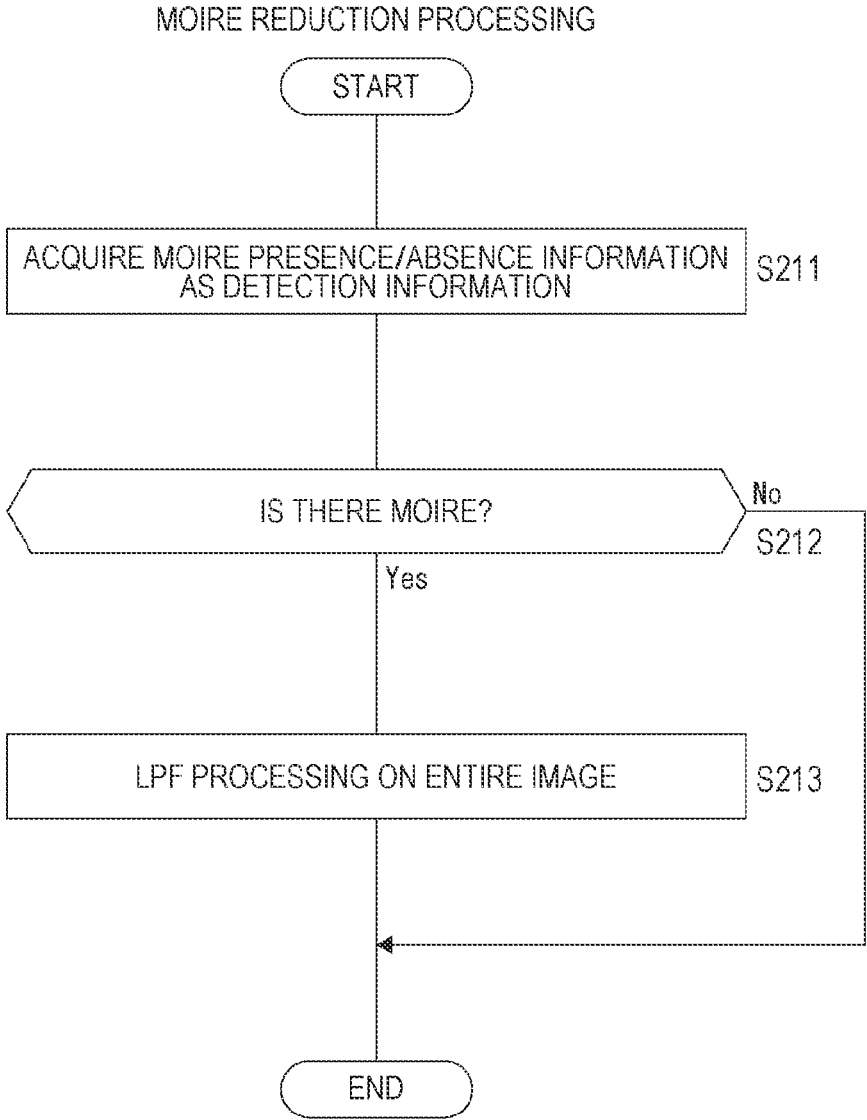 MOIRE REDUCTION PROCESSING
START
ACQUIRE MOIRE PRESENCE/ABSENCE INFORMATION
AS DETECTION INFORMATION
S211
IS THERE MOIRE?
No
S212
Yes
LPF PROCESSING ON ENTIRE IMAGE
S213
END